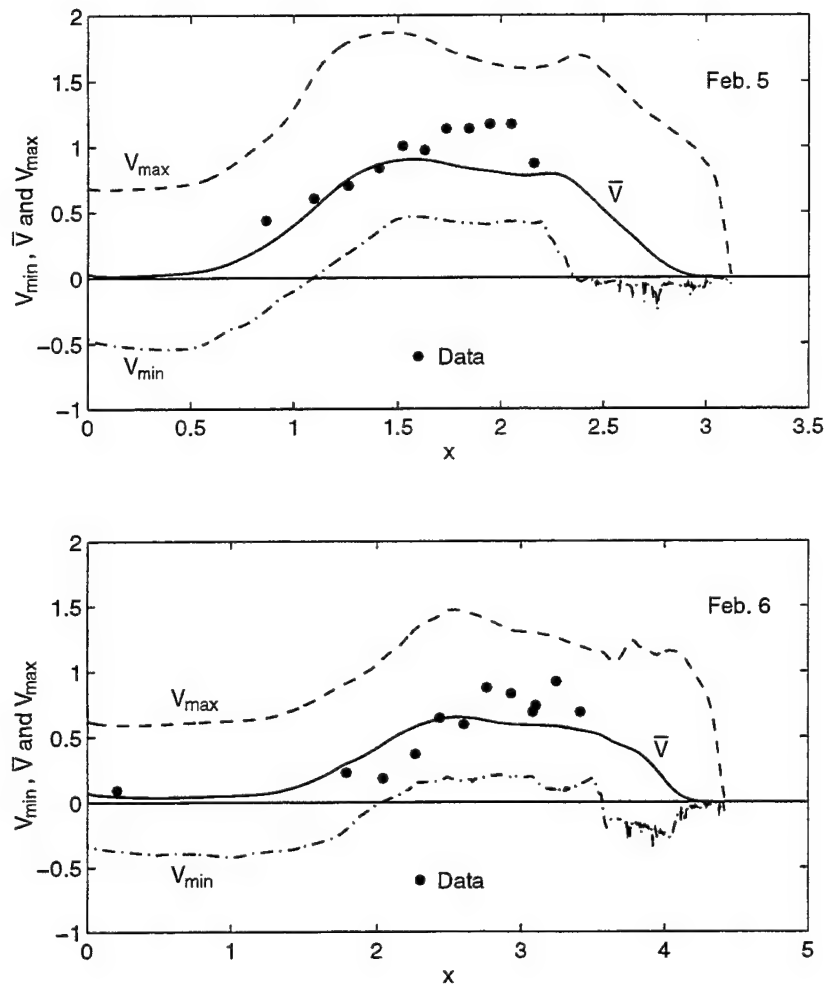 2
1.5
1
0.5
0
−0.5
−1
V_min , V̄ and V_max
Feb. 5
V_max
V̄
V_min
● Data
0 0.5 1 1.5 2 2.5 3 3.5
x
2
1.5
1
0.5
0
−0.5
−1
V_min , V̄ and V_max
Feb. 6
V_max
V̄
V_min
● Data
0 1 2 3 4 5
x